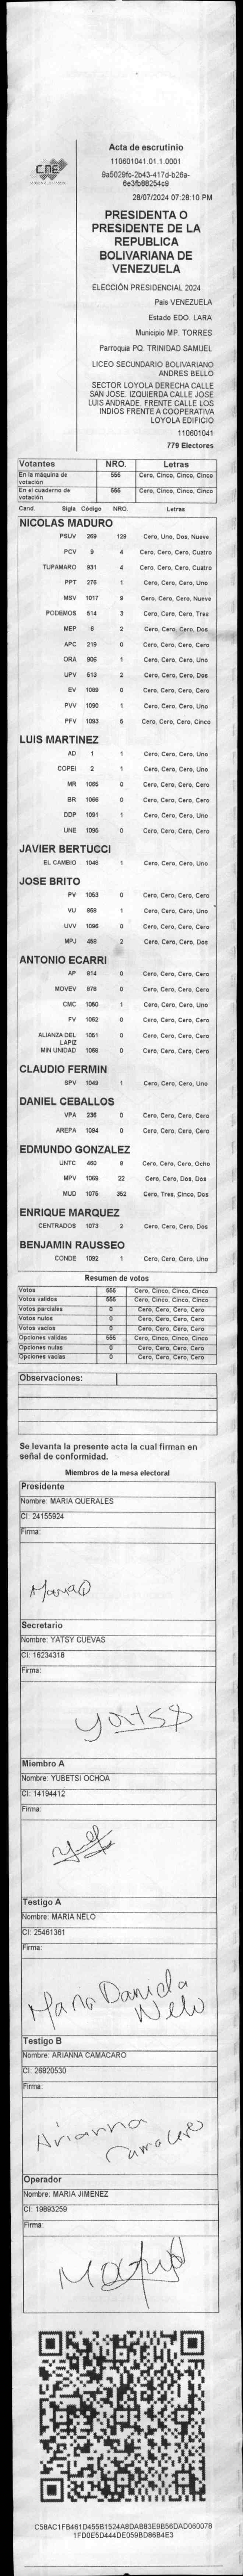 CNE
Acta de escrutinio
110601041.01.1.0001
9a5029fc-2b43-417d-b26a-
6e3fb88254c9
28/07/2024 07:28:10 PM
PRESIDENTA O
PRESIDENTE DE LA
REPUBLICA
BOLIVARIANA DE
VENEZUELA
ELECCIÓN PRESIDENCIAL 2024
Pais VENEZUELA
Estado EDO. LARA
Municipio MP. TORRES
Parroquia PQ. TRINIDAD SAMUEL
LICEO SECUNDARIO BOLIVARIANO
ANDRES BELLO
SECTOR LOYOLA DERECHA CALLE
SAN JOSE. IZQUIERDA CALLE JOSE
LUIS ANDRADE. FRENTE CALLE LOS
INDIOS FRENTE A COOPERATIVA
LOYOLA EDIFICIO
110601041
779 Electores
Votantes NRO. Letras
En la máquina de votación 555 Cero, Cinco, Cinco, Cinco
En el cuaderno de votación 555 Cero, Cinco, Cinco, Cinco
Cand. Sigla Código NRO. Letras
NICOLAS MADURO
PSUV 269 129 Cero, Uno, Dos, Nueve
PCV 9 4 Cero, Cero, Cero, Cuatro
TUPAMARO 931 4 Cero, Cero, Cero, Cuatro
PPT 278 1 Cero, Cero, Cero, Uno
MSV 1017 9 Cero, Cero, Cero, Nueve
PODEMOS 514 3 Cero, Cero, Cero, Tres
MEP 6 2 Cero, Cero, Cero, Dos
APC 219 0 Cero, Cero, Cero, Cero
ORA 906 1 Cero, Cero, Cero, Uno
UPV 513 2 Cero, Cero, Cero, Dos
EV 1089 0 Cero, Cero, Cero, Cero
PVV 1090 1 Cero, Cero, Cero, Uno
PFV 1093 5 Cero, Cero, Cero, Cinco
LUIS MARTINEZ
AD 1 1 Cero, Cero, Cero, Uno
COPEI 2 1 Cero, Cero, Cero, Uno
MR 1065 0 Cero, Cero, Cero, Cero
BR 1066 0 Cero, Cero, Cero, Cero
DDP 1091 1 Cero, Cero, Cero, Uno
UNE 1095 0 Cero, Cero, Cero, Cero
JAVIER BERTUCCI
EL CAMBIO 1046 1 Cero, Cero, Cero, Uno
JOSE BRITO
PV 1053 0 Cero, Cero, Cero, Cero
VU 968 1 Cero, Cero, Cero, Uno
UVV 1096 0 Cero, Cero, Cero, Cero
MPJ 458 2 Cero, Cero, Cero, Dos
ANTONIO ECARRI
AP 814 0 Cero, Cero, Cero, Cero
MOVEV 878 0 Cero, Cero, Cero, Cero
CMC 1050 1 Cero, Cero, Cero, Uno
FV 1062 0 Cero, Cero, Cero, Cero
ALIANZA DEL LAPIZ 1051 0 Cero, Cero, Cero, Cero
MIN UNIDAD 1068 0 Cero, Cero, Cero, Cero
CLAUDIO FERMIN
SPV 1049 1 Cero, Cero, Cero, Uno
DANIEL CEBALLOS
VPA 236 0 Cero, Cero, Cero, Cero
AREPA 1094 0 Cero, Cero, Cero, Cero
EDMUNDO GONZALEZ
UNTC 460 8 Cero, Cero, Cero, Ocho
MPV 1069 22 Cero, Cero, Dos, Dos
MUD 1075 352 Cero, Tres, Cinco, Dos
ENRIQUE MARQUEZ
CENTRADOS 1073 2 Cero, Cero, Cero, Dos
BENJAMIN RAUSSEO
CONDE 1092 1 Cero, Cero, Cero, Uno
Resumen de votos
Votos 555 Cero, Cinco, Cinco, Cinco
Votos validos 555 Cero, Cinco, Cinco, Cinco
Votos parciales 0 Cero, Cero, Cero, Cero
Votos nulos 0 Cero, Cero, Cero, Cero
Votos vacios 0 Cero, Cero, Cero, Cero
Opciones validas 555 Cero, Cinco, Cinco, Cinco
Opciones nulas 0 Cero, Cero, Cero, Cero
Opciones vacias 0 Cero, Cero, Cero, Cero
Observaciones:
Se levanta la presente acta la cual firman en
señal de conformidad.
Miembros de la mesa electoral
Presidente
Nombre: MARIA QUERALES
CI: 24155924
Firma:
Maria Q
Secretario
Nombre: YATSY CUEVAS
CI: 16234318
Firma:
Yatsy
Miembro A
Nombre: YUBETSI OCHOA
CI: 14194412
Firma:
Testigo A
Nombre: MARIA NELO
CI: 25461361
Firma:
Maria Daniela
Nelo
Testigo B
Nombre: ARIANNA CAMACARO
CI: 26820530
Firma:
Arianna
Camacaro
Operador
Nombre: MARIA JIMENEZ
CI: 19893259
Firma:
C58AC1FB461D455B1524A8DAB83E9B56DAD060078
1FD0E5D444DE059BD86B4E3